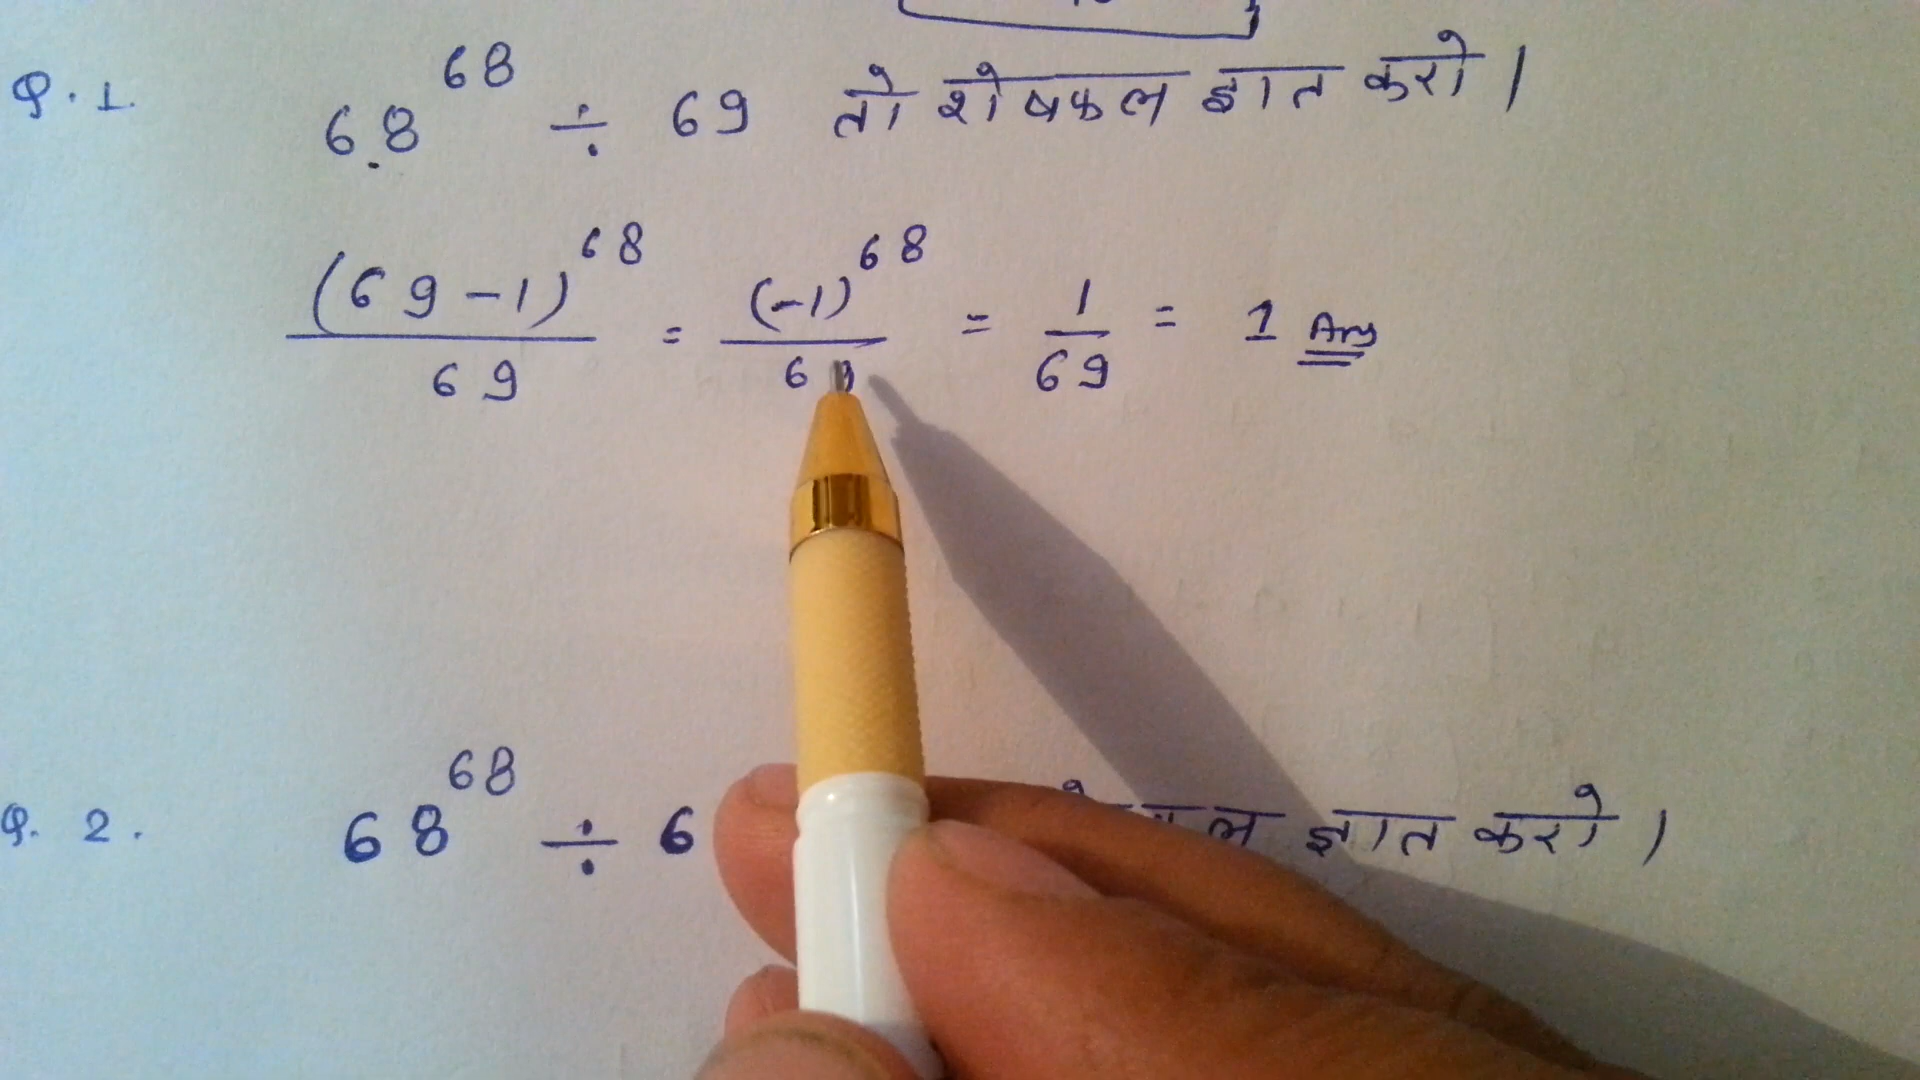 Q. 1. 68^68 ÷ 69 तो शेषफल ज्ञात करो।
(69-1)^68 / 69 = (-1)^68 / 69 = 1/69 = 1 Ans
Q. 2. 68^68 ÷ 6 ज्ञात करो।